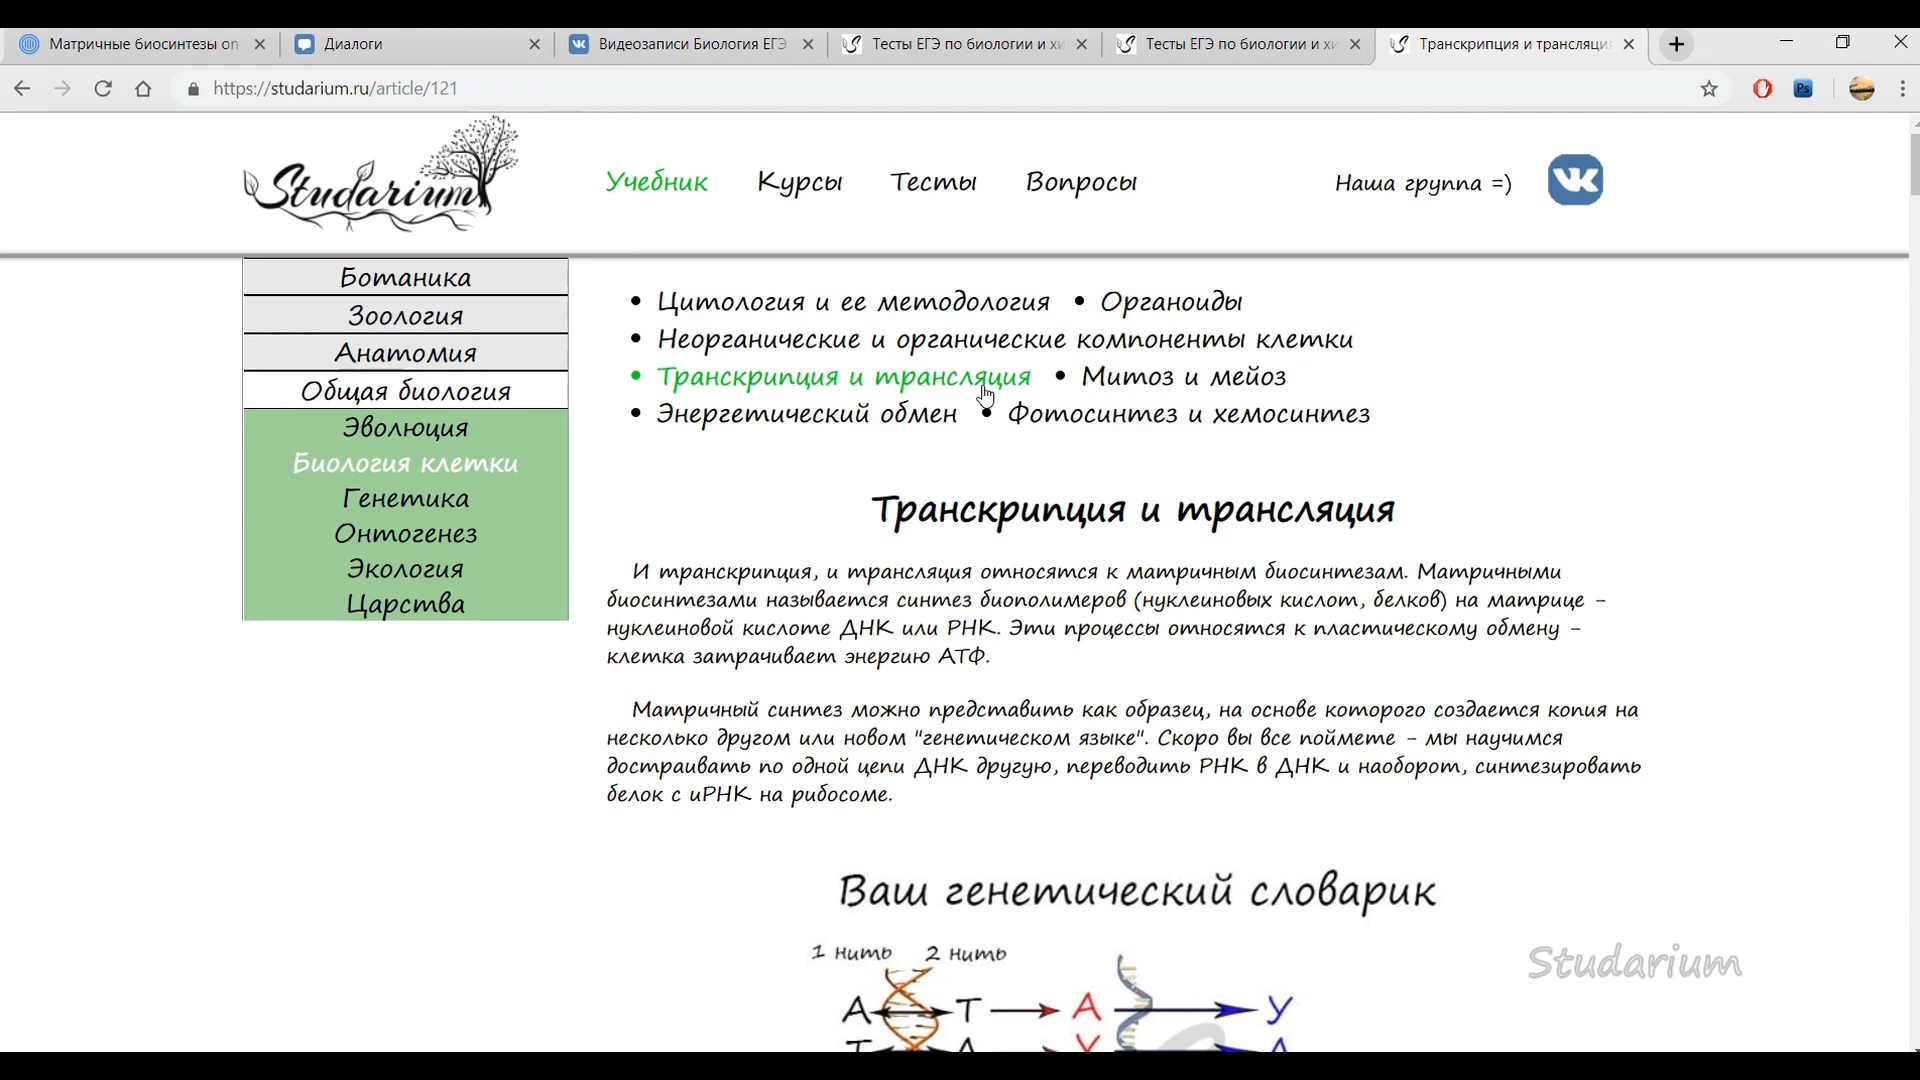 Матричные биосинтезы оп
Диалоги
Видеозаписи Биология ЕГЭ
Тесты ЕГЭ по биологии и хи
Тесты ЕГЭ по биологии и хи
Транскрипция и трансляция
https://studarium.ru/article/121
Ps
Studarium
Учебник
Курсы
Тесты
Вопросы
Наша группа =)
VK
Ботаника
Зоология
Анатомия
Общая биология
Эволюция
Биология клетки
Генетика
Онтогенез
Экология
Царства
• Цитология и ее методология • Органоиды
• Неорганические и органические компоненты клетки
• Транскрипция и трансляция • Митоз и мейоз
• Энергетический обмен • Фотосинтез и хемосинтез
Транскрипция и трансляция
И транскрипция, и трансляция относятся к матричным биосинтезам. Матричными
биосинтезами называется синтез биополимеров (нуклеиновых кислот, белков) на матрице -
нуклеиновой кислоте ДНК или РНК. Эти процессы относятся к пластическому обмену -
клетка затрачивает энергию АТФ.
Матричный синтез можно представить как образец, на основе которого создается копия на
несколько другом или новом "генетическом языке". Скоро вы все поймете - мы научимся
достраивать по одной цепи ДНК другую, переводить РНК в ДНК и наоборот, синтезировать
белок с иРНК на рибосоме.
Ваш генетический словарик
1 нить 2 нить
Studarium
А Т А У
Т А У А